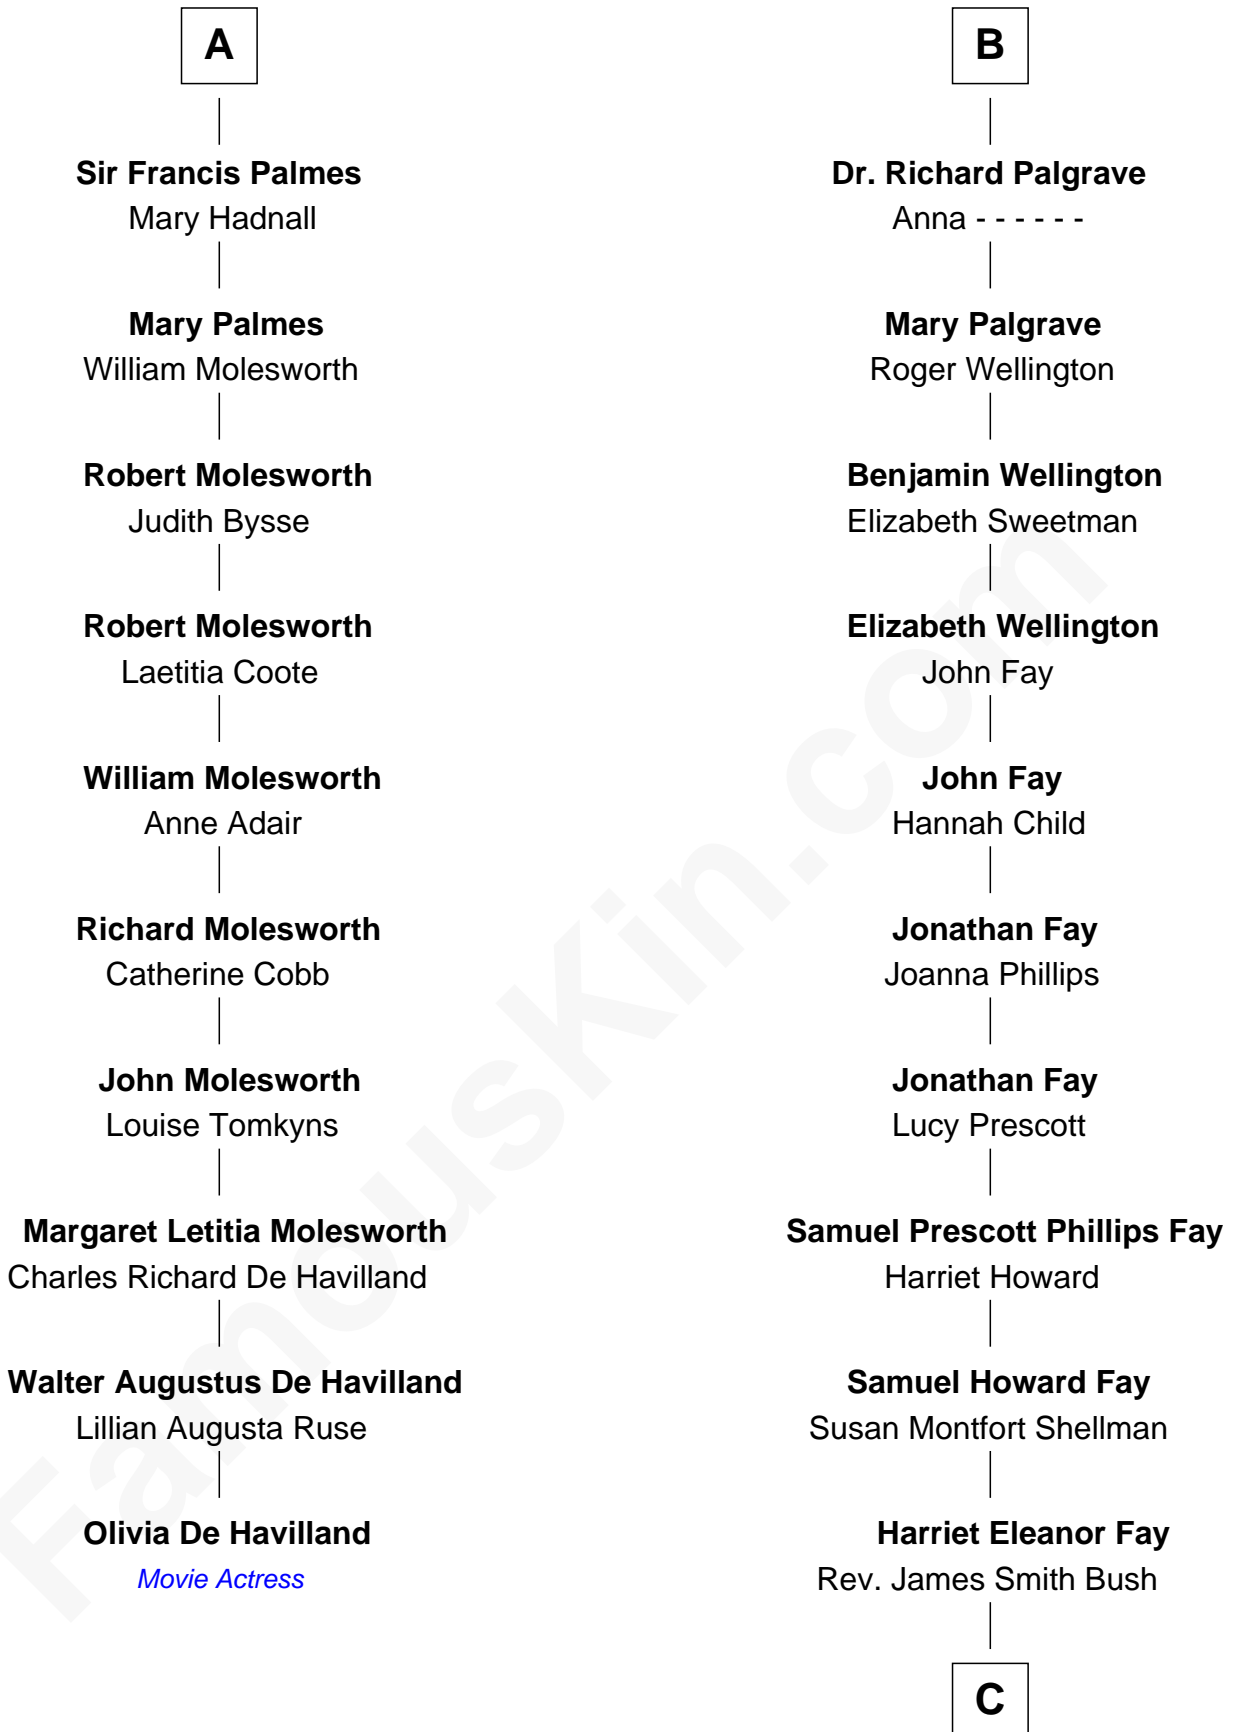 A
Sir Francis Palmes
Mary Hadnall
Mary Palmes
William Molesworth
Robert Molesworth
Judith Bysse
Robert Molesworth
Laetitia Coote
William Molesworth
Anne Adair
Richard Molesworth
Catherine Cobb
John Molesworth
Louise Tomkyns
Margaret Letitia Molesworth
Charles Richard De Havilland
Walter Augustus De Havilland
Lillian Augusta Ruse
Olivia De Havilland
Movie Actress
B
Dr. Richard Palgrave
Anna - - - - - -
Mary Palgrave
Roger Wellington
Benjamin Wellington
Elizabeth Sweetman
Elizabeth Wellington
John Fay
John Fay
Hannah Child
Jonathan Fay
Joanna Phillips
Jonathan Fay
Lucy Prescott
Samuel Prescott Phillips Fay
Harriet Howard
Samuel Howard Fay
Susan Montfort Shellman
Harriet Eleanor Fay
Rev. James Smith Bush
C
FamousKin.com